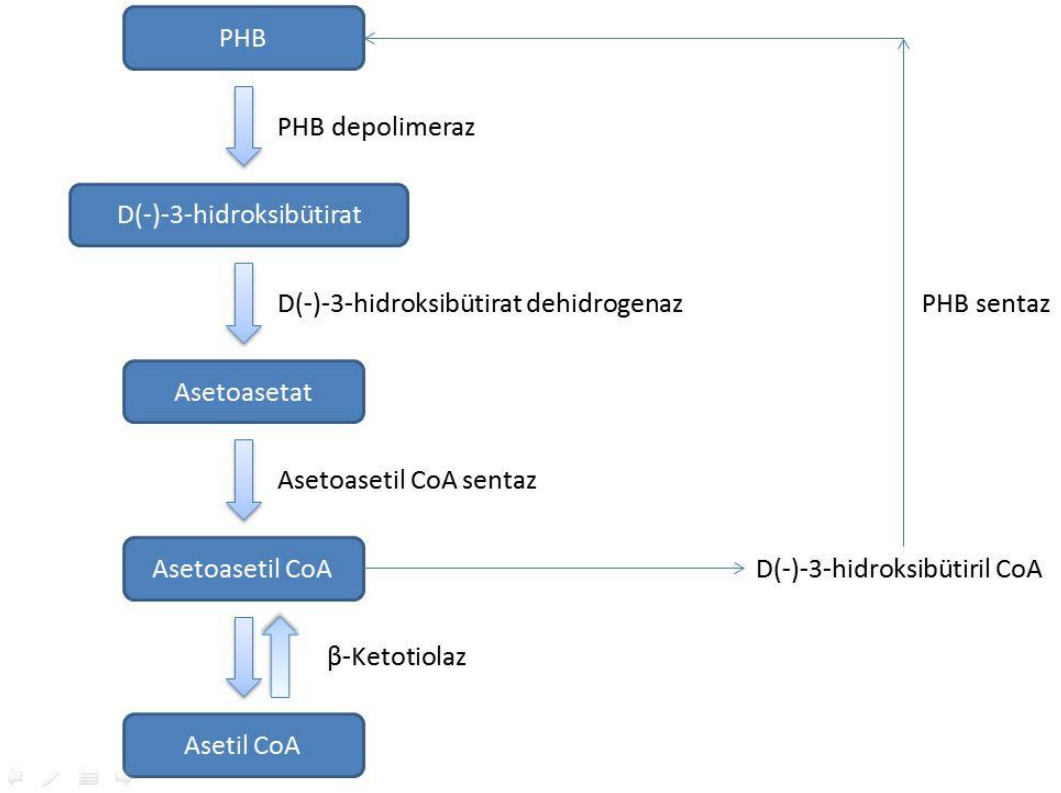 PHB
PHB depolimeraz
D(-)-3-hidroksibütirat
D(-)-3-hidroksibütirat dehidrogenaz
PHB sentaz
Asetoasetat
Asetoasetil CoA sentaz
Asetoasetil CoA
D(-)-3-hidroksibütiril CoA
β-Ketotiolaz
Asetil CoA